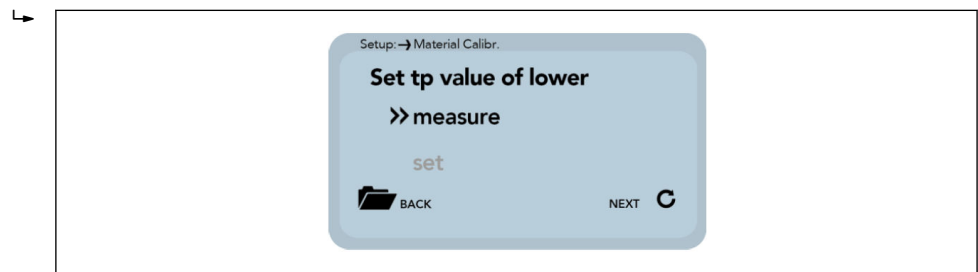 Setup:→Material Calibr.
Set tp value of lower
» measure
set
BACK NEXT